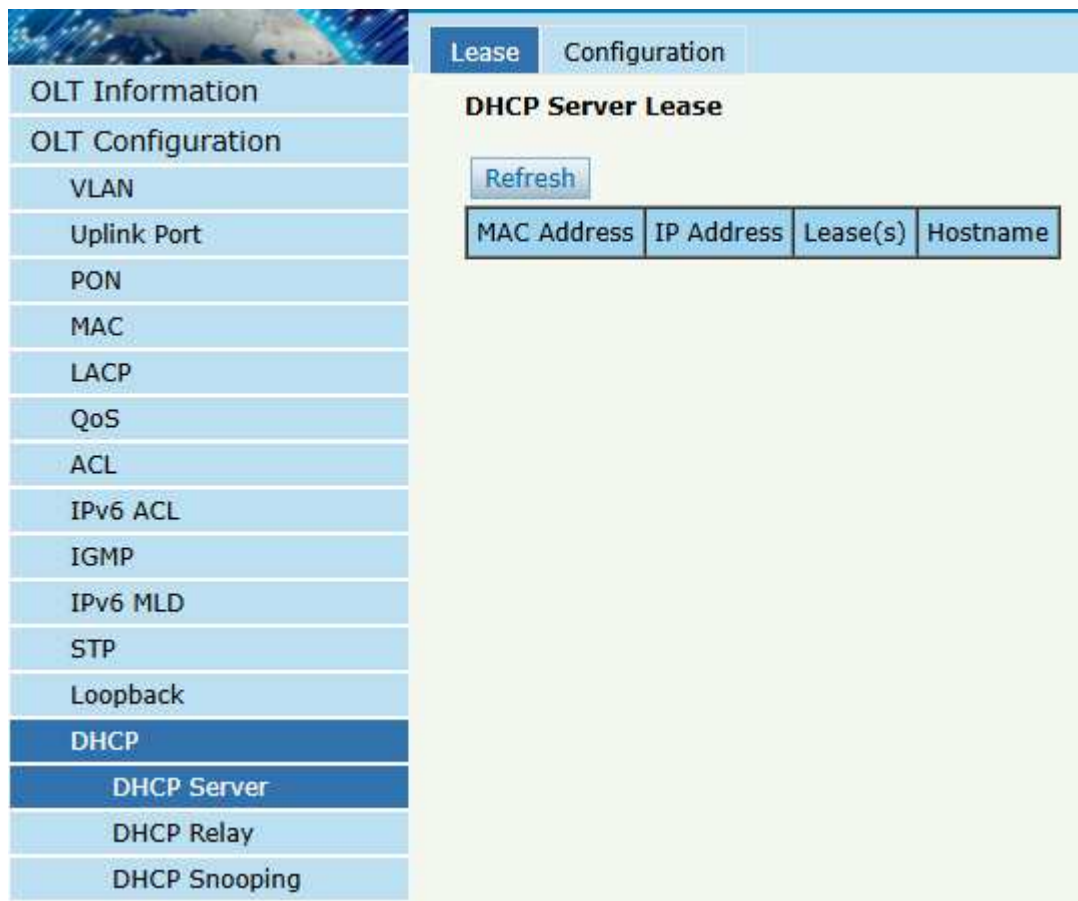 OLT Information
OLT Configuration
VLAN
Uplink Port
PON
MAC
LACP
QoS
ACL
IPv6 ACL
IGMP
IPv6 MLD
STP
Loopback
DHCP
DHCP Server
DHCP Relay
DHCP Snooping
Lease Configuration
DHCP Server Lease
Refresh
MAC Address IP Address Lease(s) Hostname